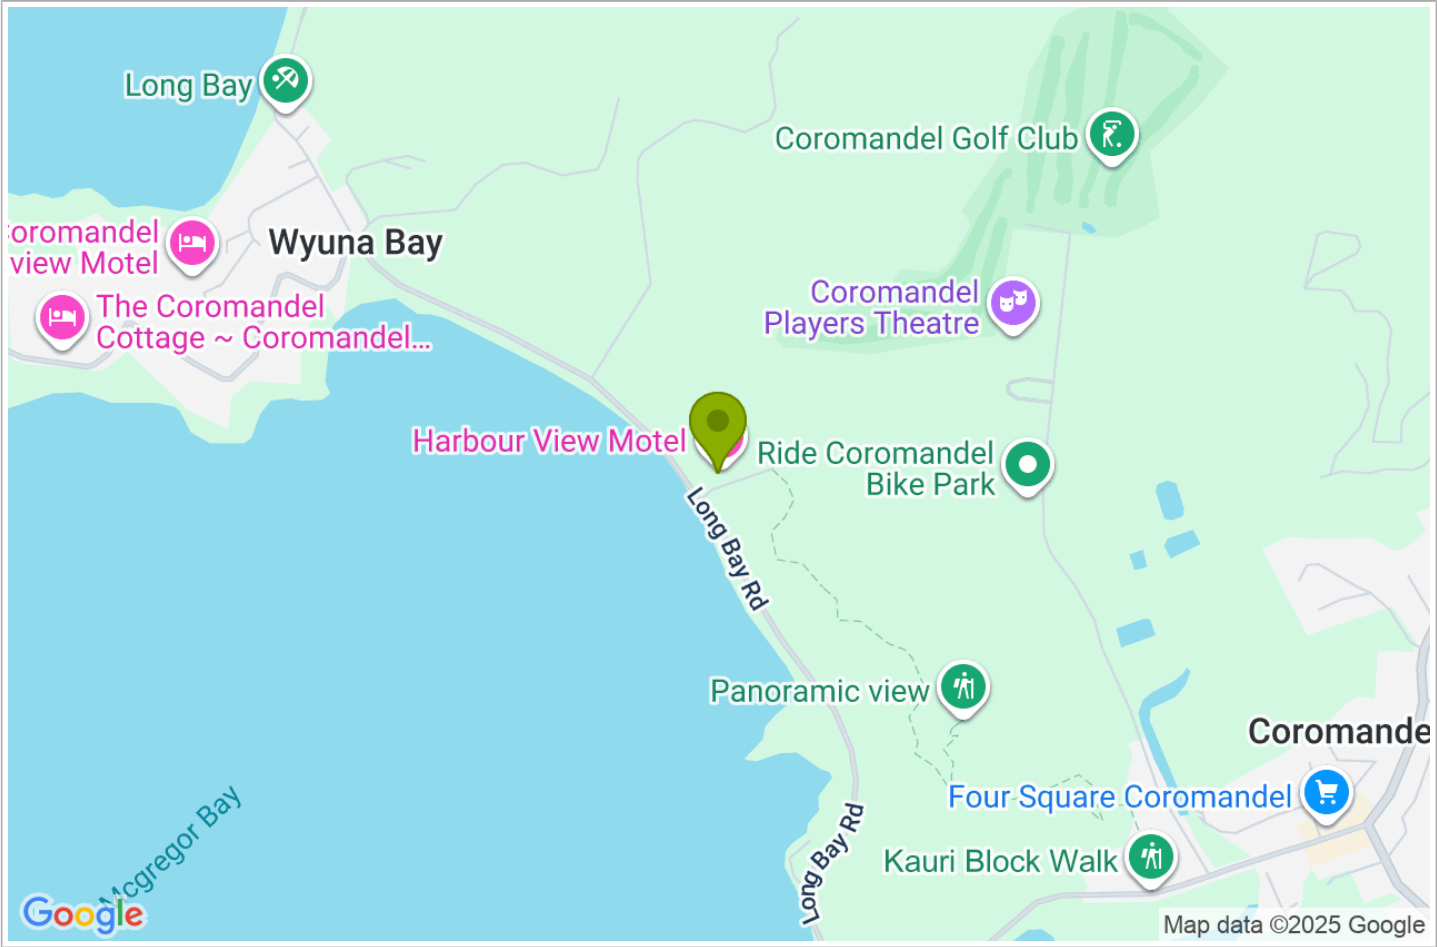 Long Bay
Coromandel Golf Club
oromandel
view Motel
Wyuna Bay
The Coromandel
Cottage ~ Coromandel...
Coromandel
Players Theatre
Harbour View Motel
Ride Coromandel
Bike Park
Long Bay Rd
Panoramic view
Coromande
Four Square Coromandel
Mcgregor Bay
Long Bay Rd
Kauri Block Walk
Google
Map data ©2025 Google